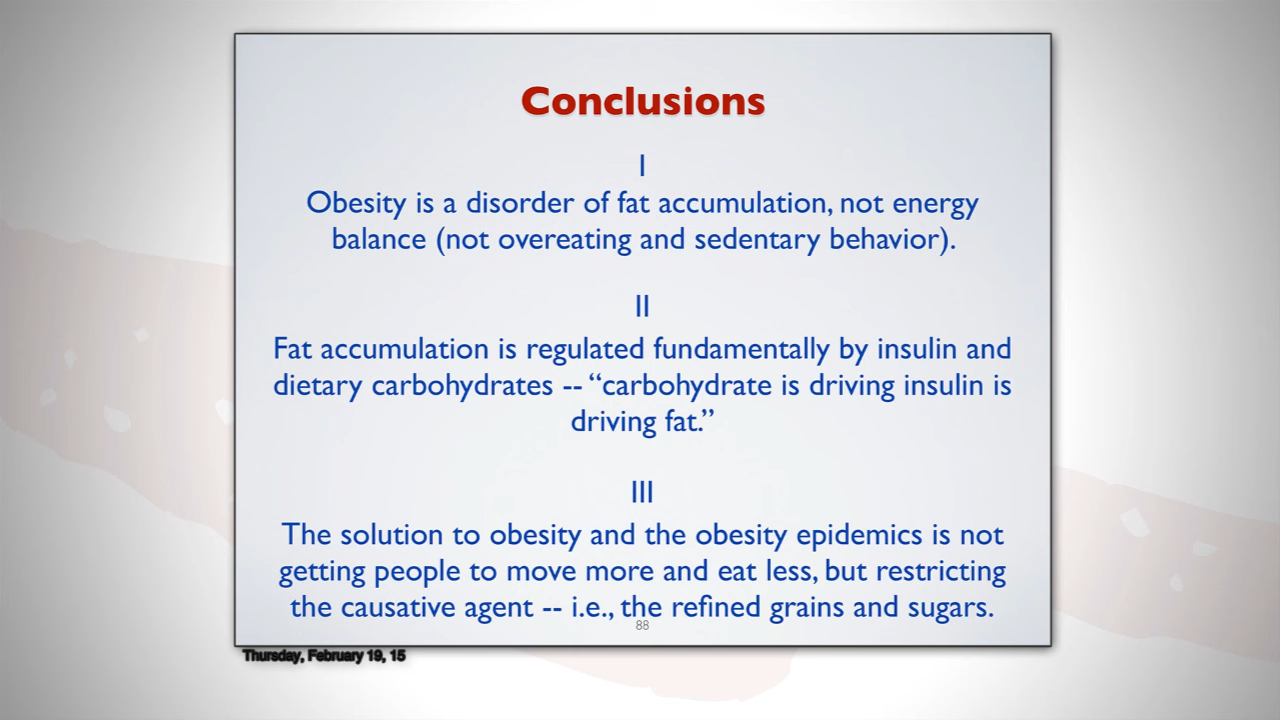 Conclusions
I
Obesity is a disorder of fat accumulation, not energy
balance (not overeating and sedentary behavior).
II
Fat accumulation is regulated fundamentally by insulin and
dietary carbohydrates -- “carbohydrate is driving insulin is
driving fat.”
III
The solution to obesity and the obesity epidemics is not
getting people to move more and eat less, but restricting
the causative agent -- i.e., the refined grains and sugars.
88
Thursday, February 19, 15